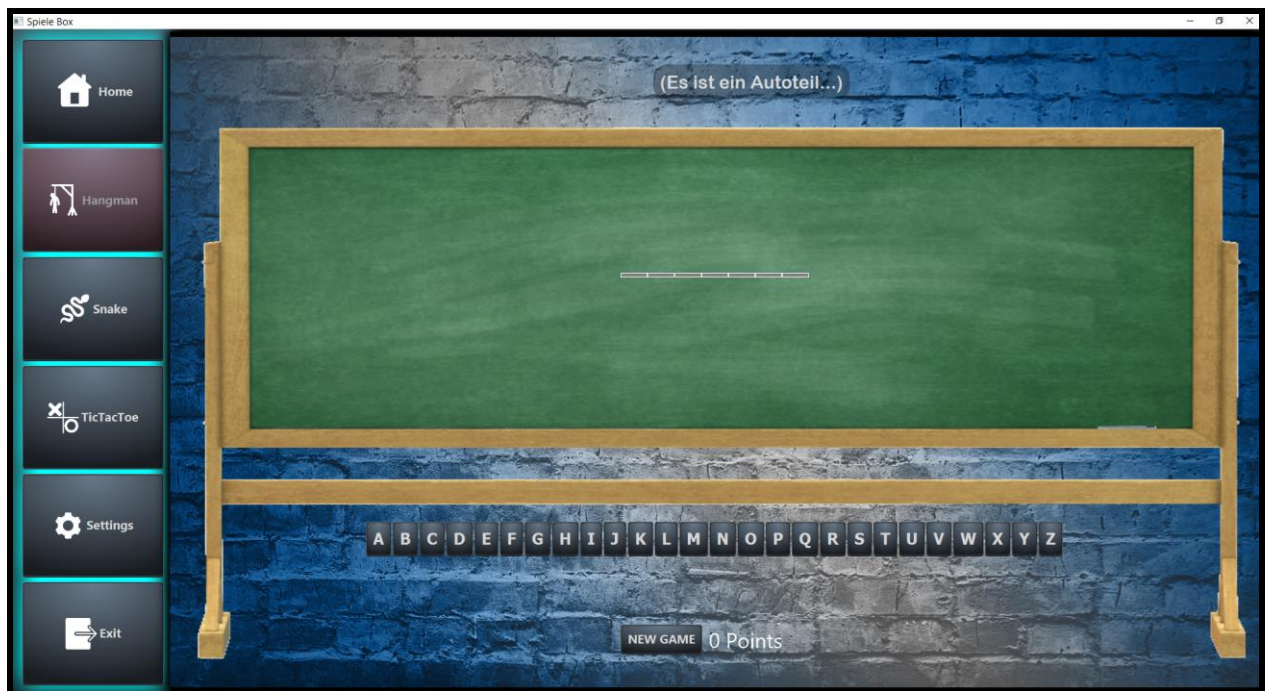 Spiele Box
Home
Hangman
Snake
TicTacToe
Settings
Exit
(Es ist ein Autoteil...)
A B C D E F G H I J K L M N O P Q R S T U V W X Y Z
NEW GAME 0 Points